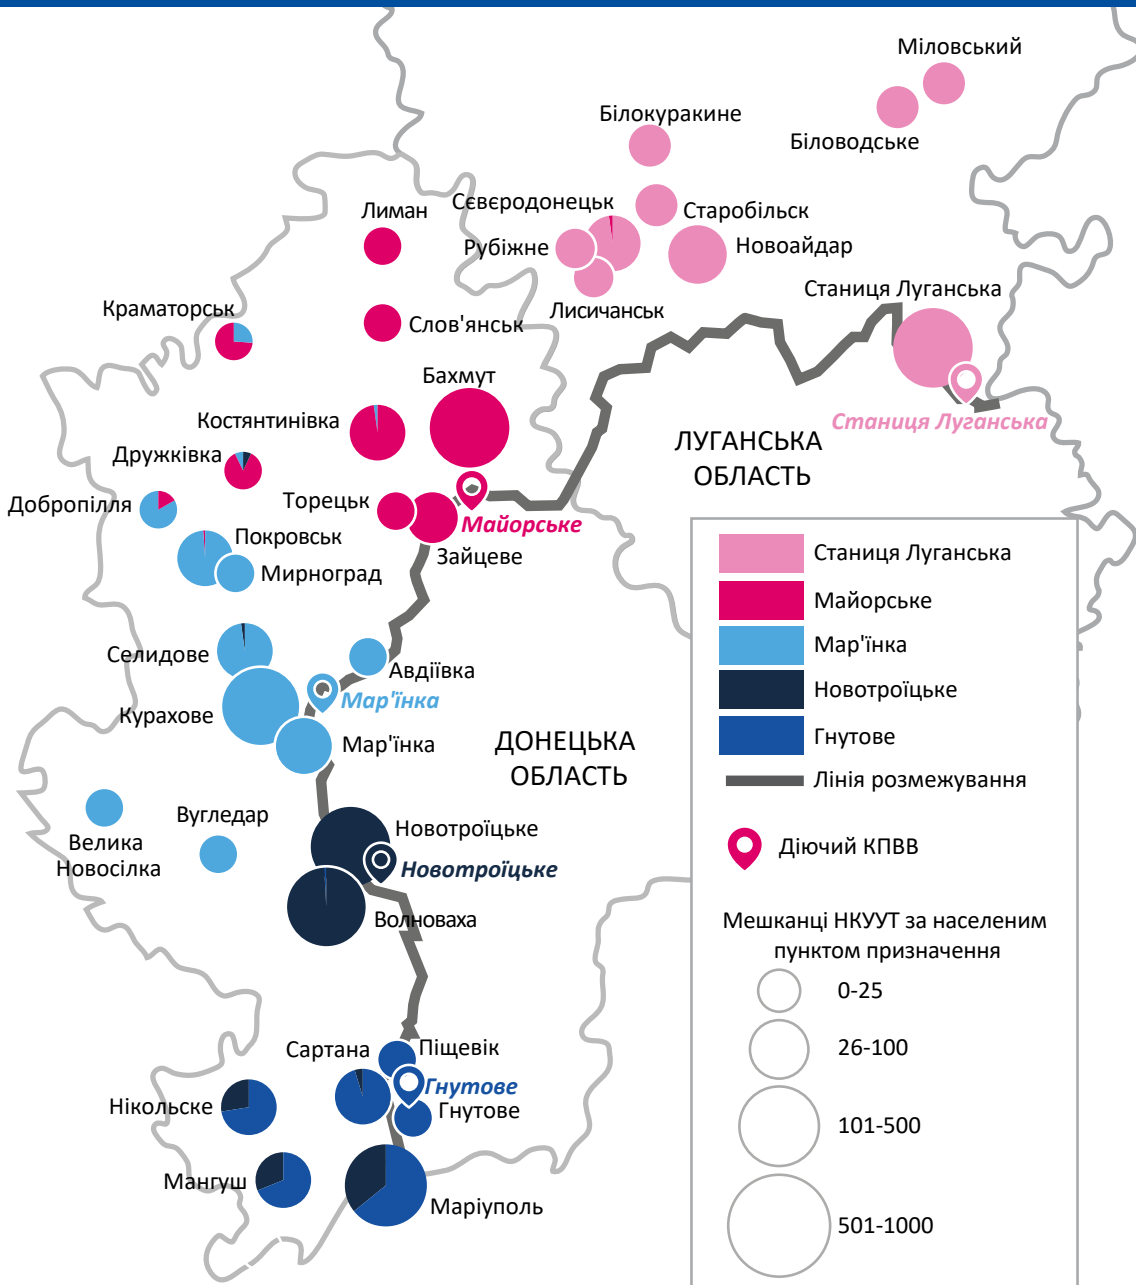 Міловський
Біловодське
Білокуракине
Сєвєродонецьк
Старобільск
Рубіжне
Новоайдар
Лисичанськ
Станиця Луганська
Станиця Луганська
Лиман
Слов'янськ
Краматорськ
Бахмут
Костянтинівка
Дружківка
ЛУГАНСЬКА
ОБЛАСТЬ
Добропілля
Торецьк
Майорське
Зайцеве
Покровськ
Мирноград
Селидове
Авдіївка
Курахове
Мар'їнка
Мар'їнка
ДОНЕЦЬКА
ОБЛАСТЬ
Велика
Новосілка
Вугледар
Новотроїцьке
Новотроїцьке
Волноваха
Сартана
Піщевік
Гнутове
Гнутове
Нікольске
Мангуш
Маріуполь
Станиця Луганська
Майорське
Мар'їнка
Новотроїцьке
Гнутове
Лінія розмежування
Діючий КПВВ
Мешканці НКУУТ за населеним
пунктом призначення
0-25
26-100
101-500
501-1000